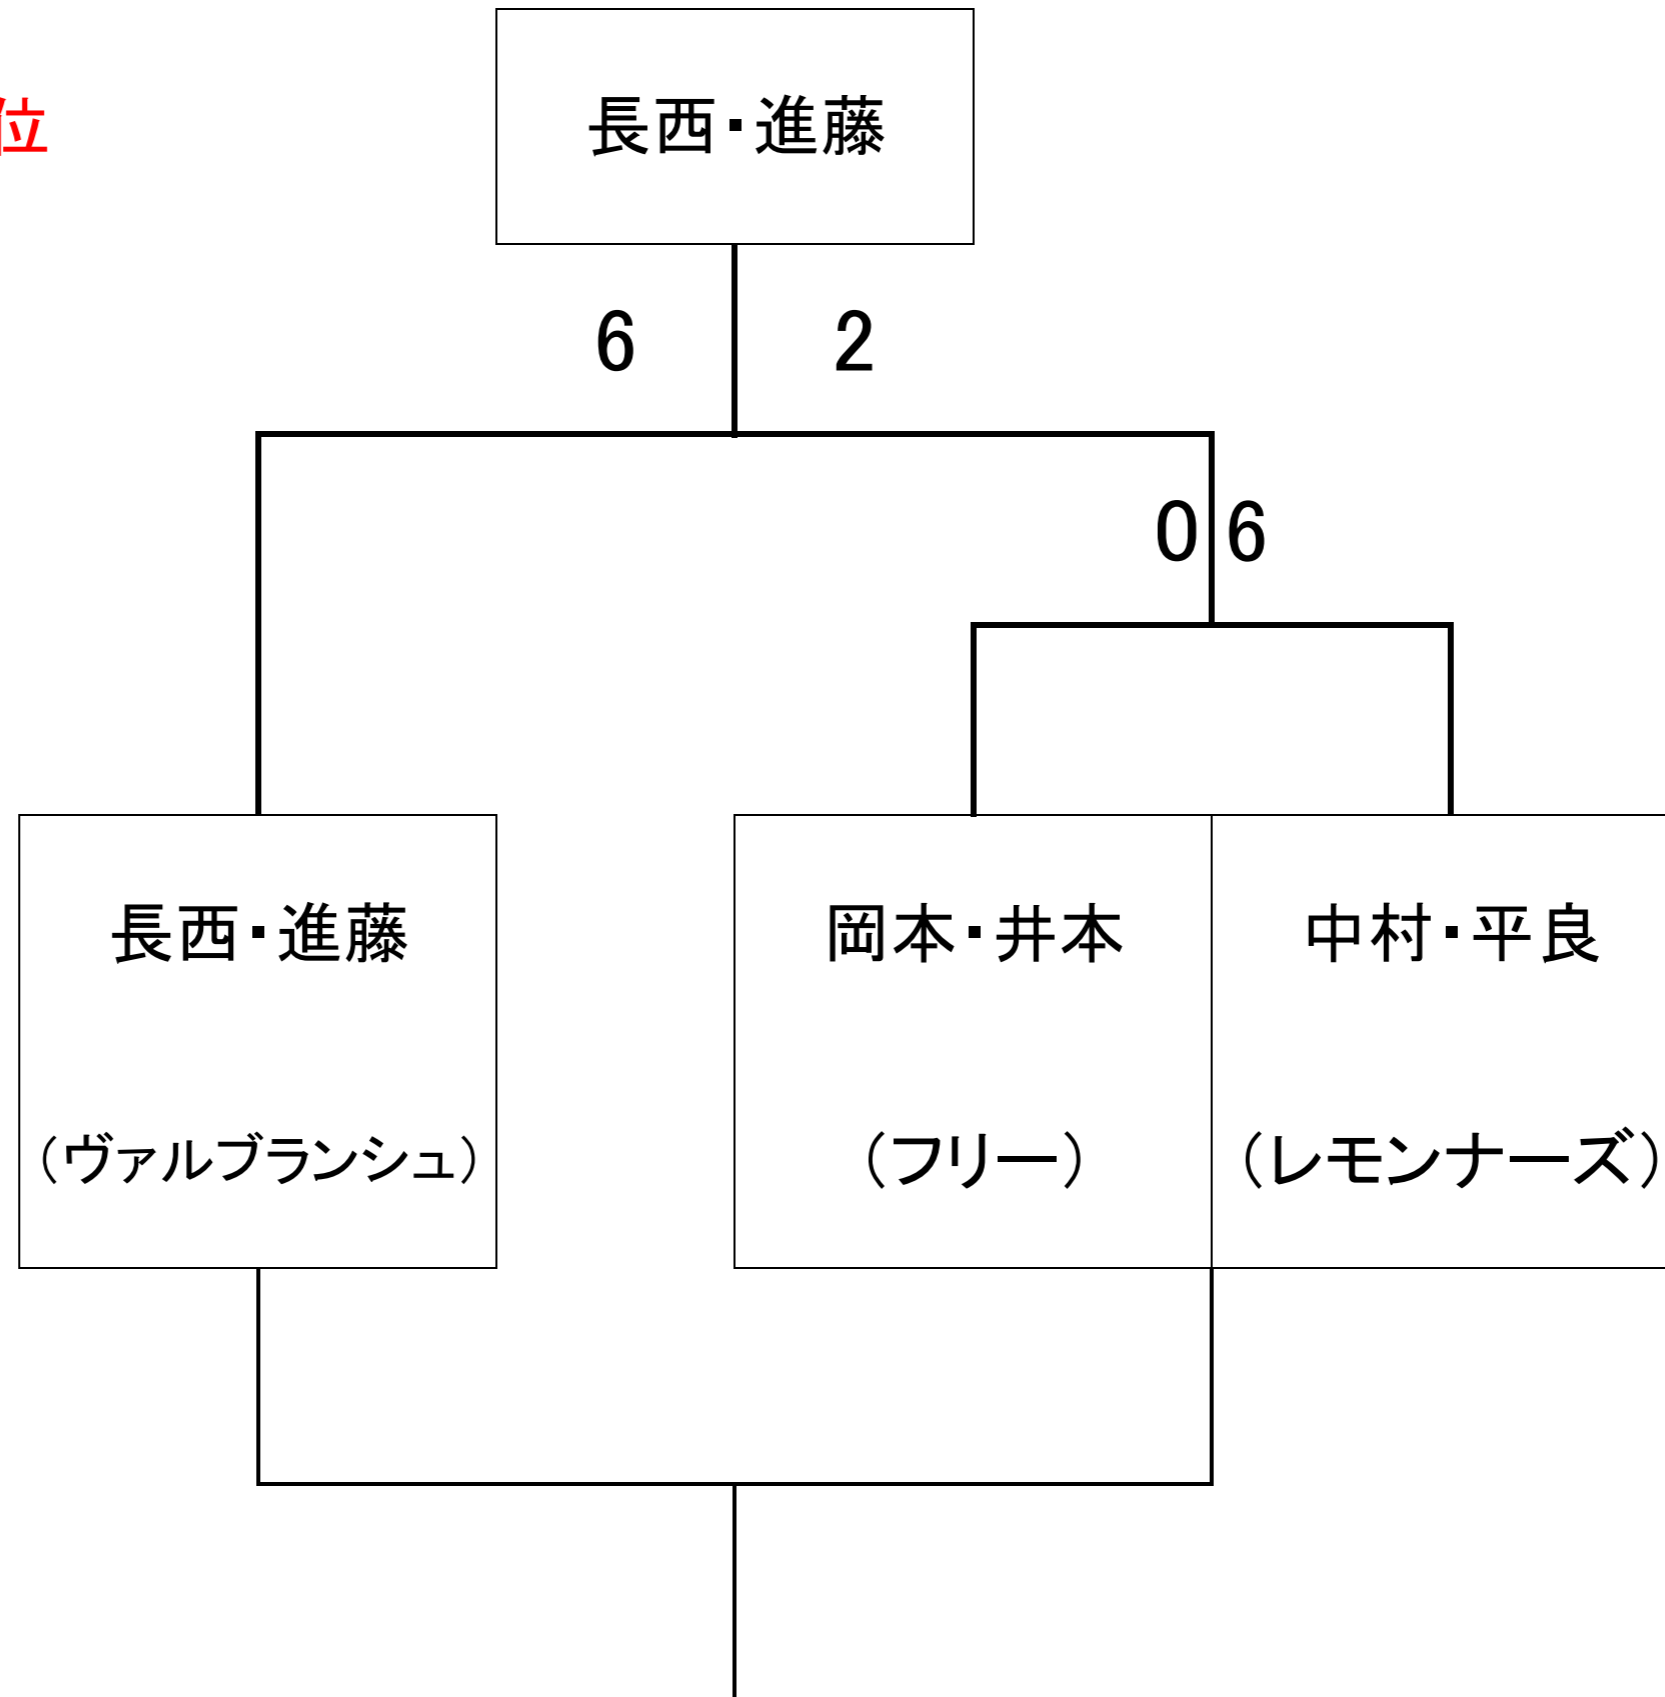 位
長西・進藤
6 2
0 6
長西・進藤 岡本・井本 中村・平良
（ヴァルブランシュ） （フリー） （レモンナーズ）